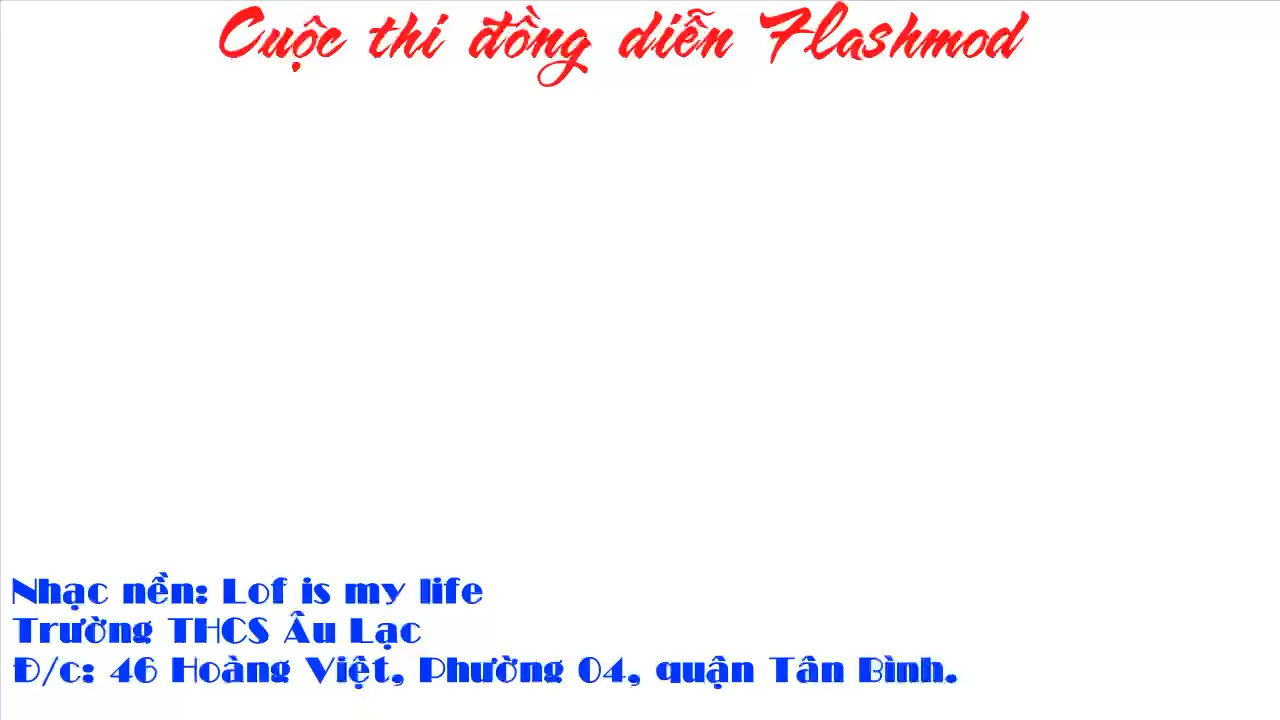 Cuộc thi đồng diễn Flashmod
Nhạc nền: Lof is my life
Trường THCS Âu Lạc
Đ/c: 46 Hoàng Việt, Phường 04, quận Tân Bình.